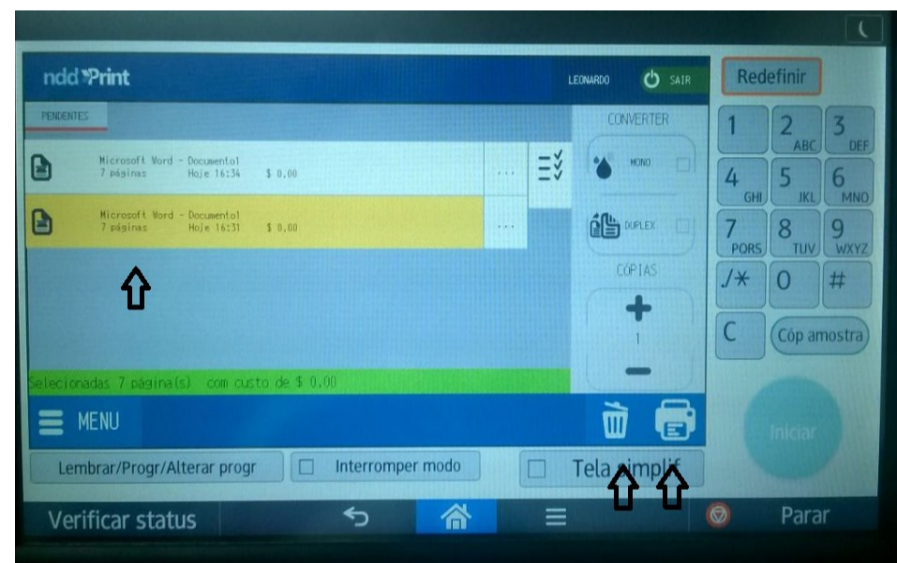 ndd Print
LEONARDO
SAIR
Redefinir
PENDENTES
CONVERTER
Microsoft Word - Documento1
7 páginas Hoje 16:34 $ 0,00
...
MONO
Microsoft Word - Documento1
7 páginas Hoje 16:31 $ 0,00
...
DUPLEX
CÓPIAS
1
Selecionadas 7 página(s) com custo de $ 0,00
MENU
1
2 ABC
3 DEF
4 GHI
5 JKL
6 MNO
7 PQRS
8 TUV
9 WXYZ
./*
0
#
C
Cóp amostra
Iniciar
Lembrar/Progr/Alterar progr
Interromper modo
Tela simplif
Verificar status
Parar